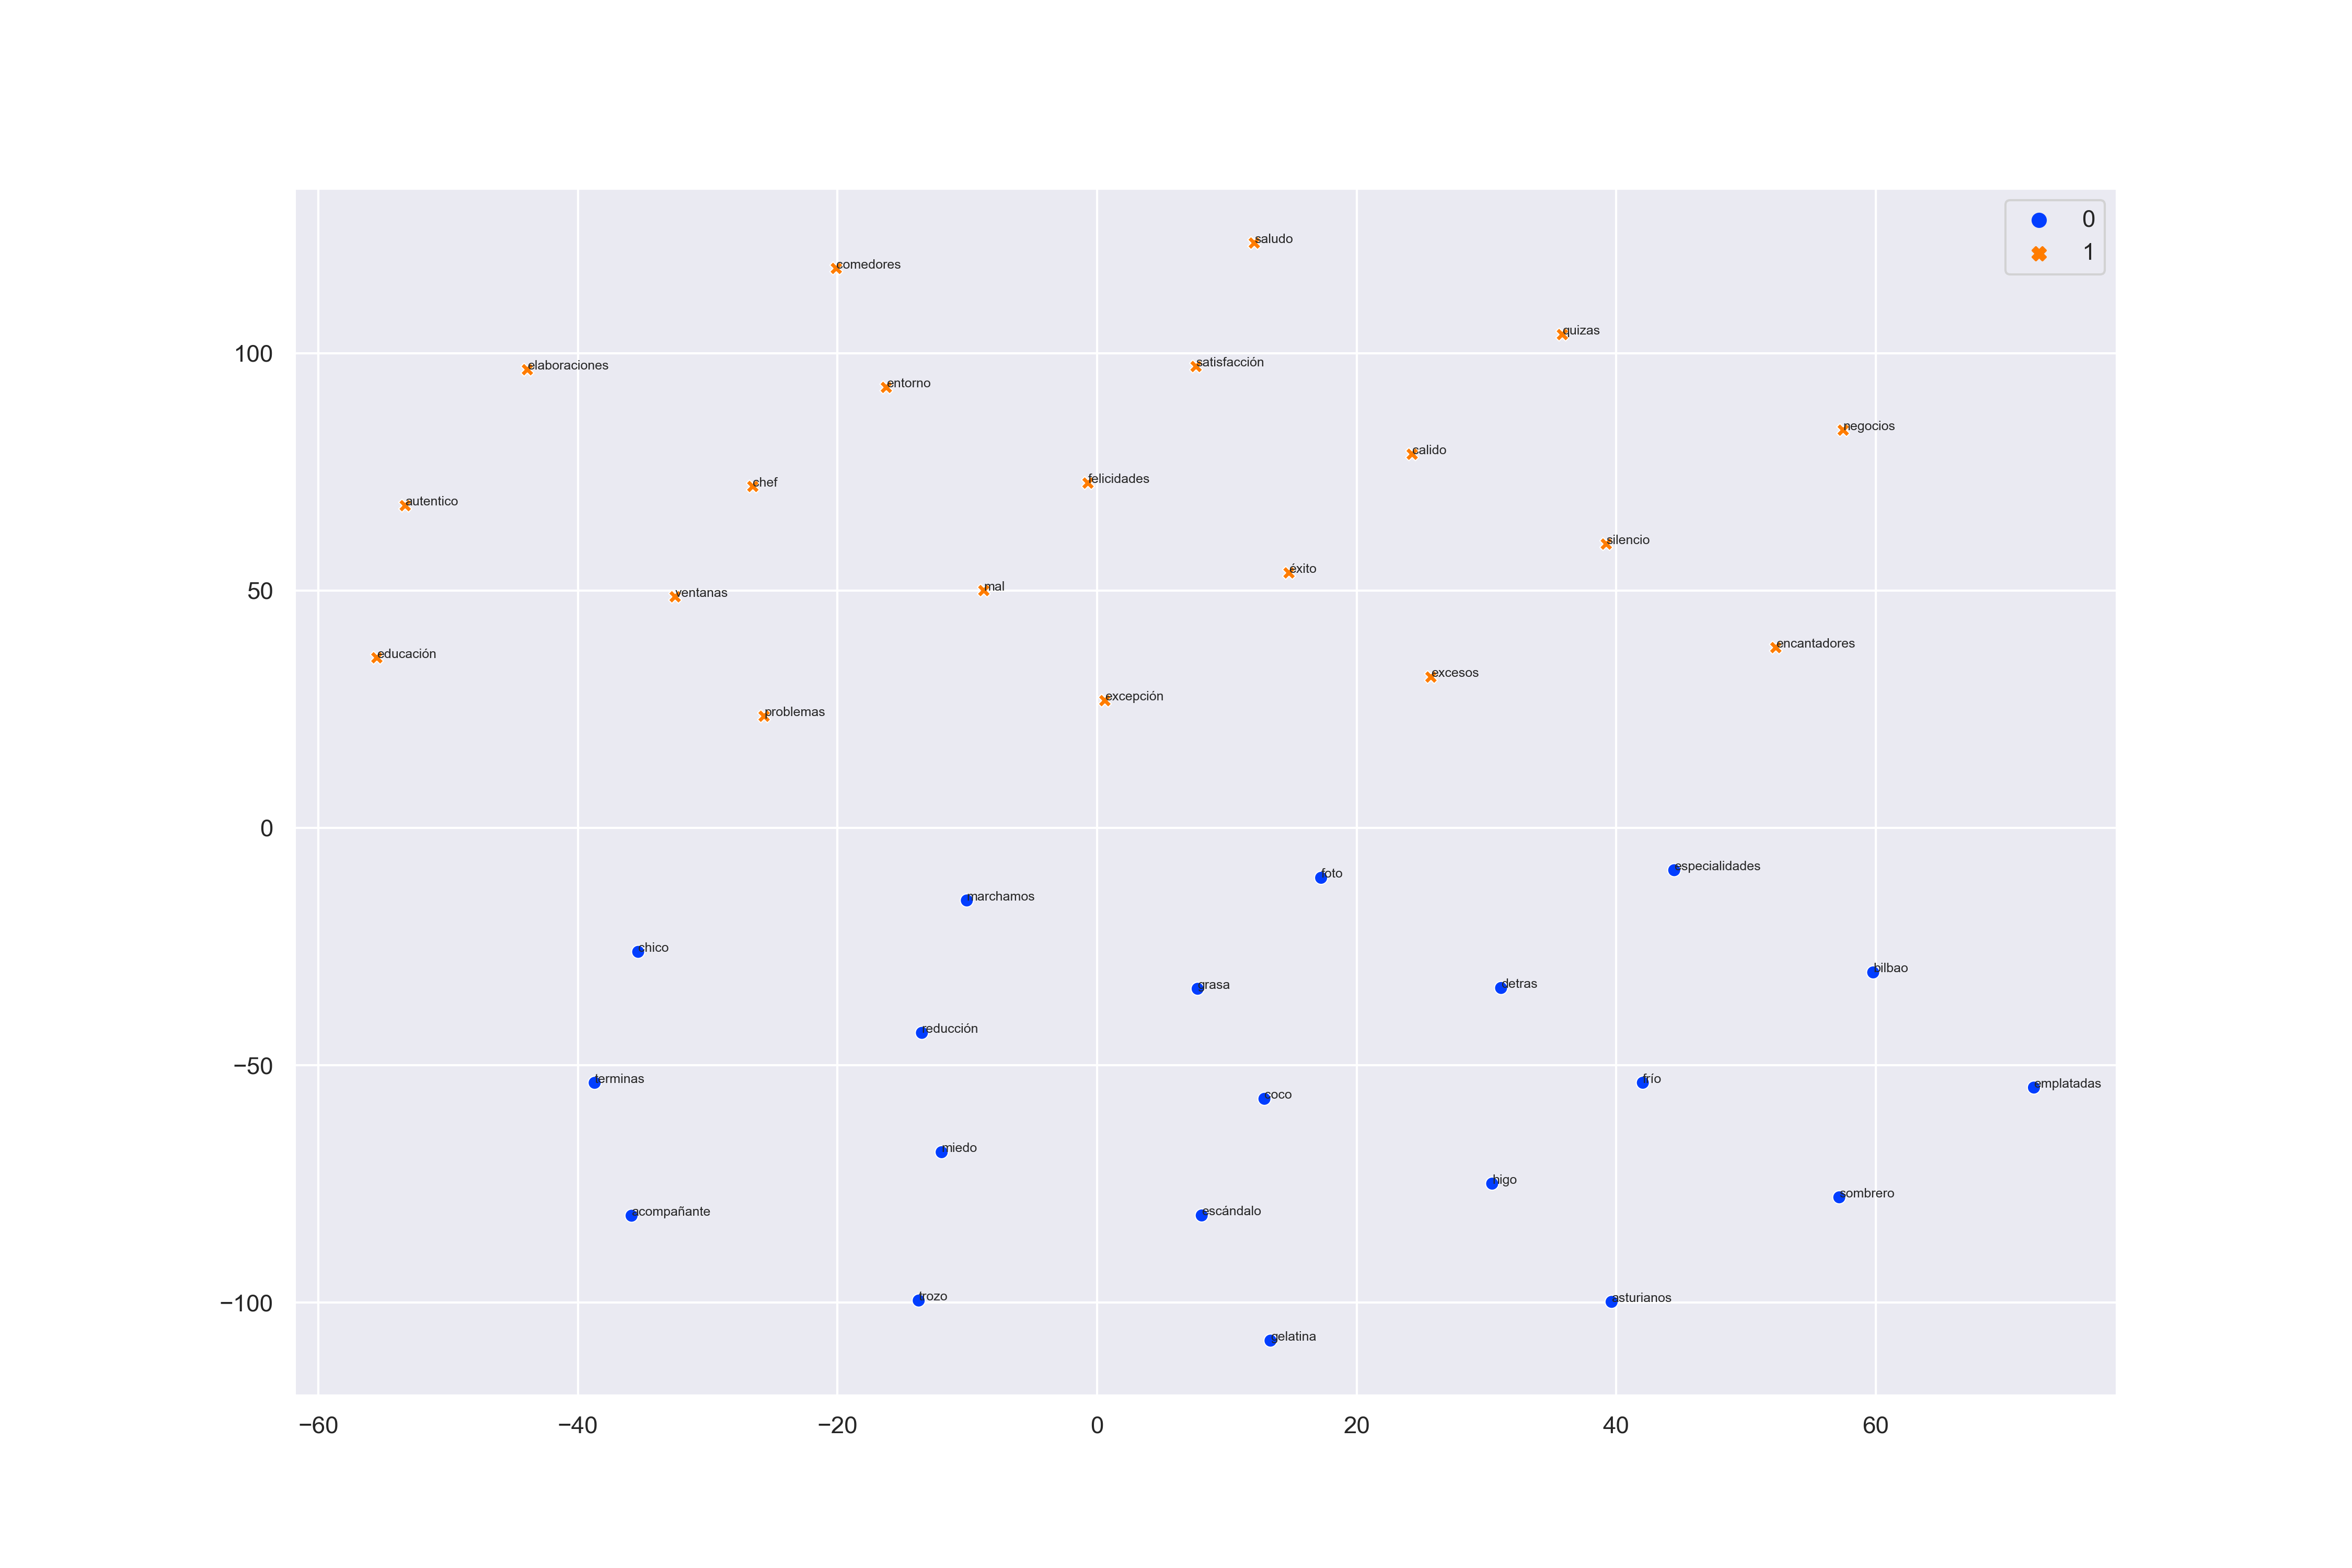 0
1
saludo
comedores
quizas
100
elaboraciones
satisfacción
entorno
negocios
calido
chef
felicidades
autentico
silencio
éxito
50
ventanas
mal
educación
encantadores
excesos
excepción
problemas
0
foto
especialidades
marchamos
chico
bilbao
grasa
detras
reducción
−50
terminas
frío
emplatadas
coco
miedo
higo
sombrero
acompañante
escándalo
−100
trozo
asturianos
gelatina
−60
−40
−20
0
20
40
60